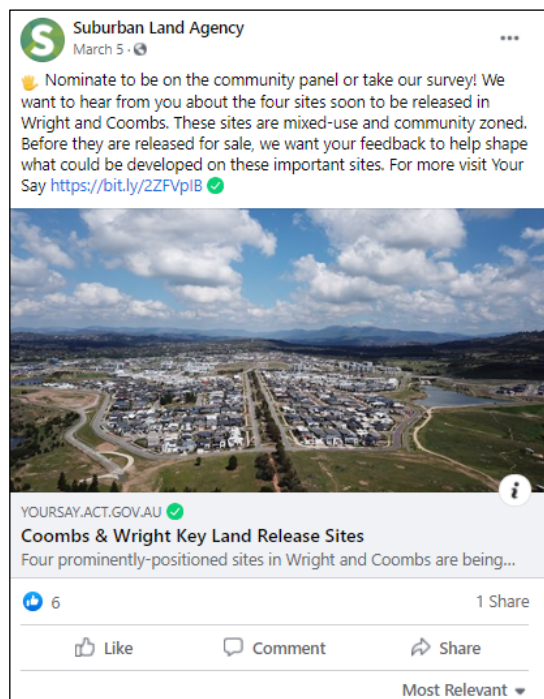 Suburban Land Agency
March 5 ·
🖐 Nominate to be on the community panel or take our survey! We
want to hear from you about the four sites soon to be released in
Wright and Coombs. These sites are mixed-use and community zoned.
Before they are released for sale, we want your feedback to help shape
what could be developed on these important sites. For more visit Your
Say https://bit.ly/2ZFVpIB
YOURSAY.ACT.GOV.AU
Coombs & Wright Key Land Release Sites
Four prominently-positioned sites in Wright and Coombs are being...
6
1 Share
Like
Comment
Share
Most Relevant